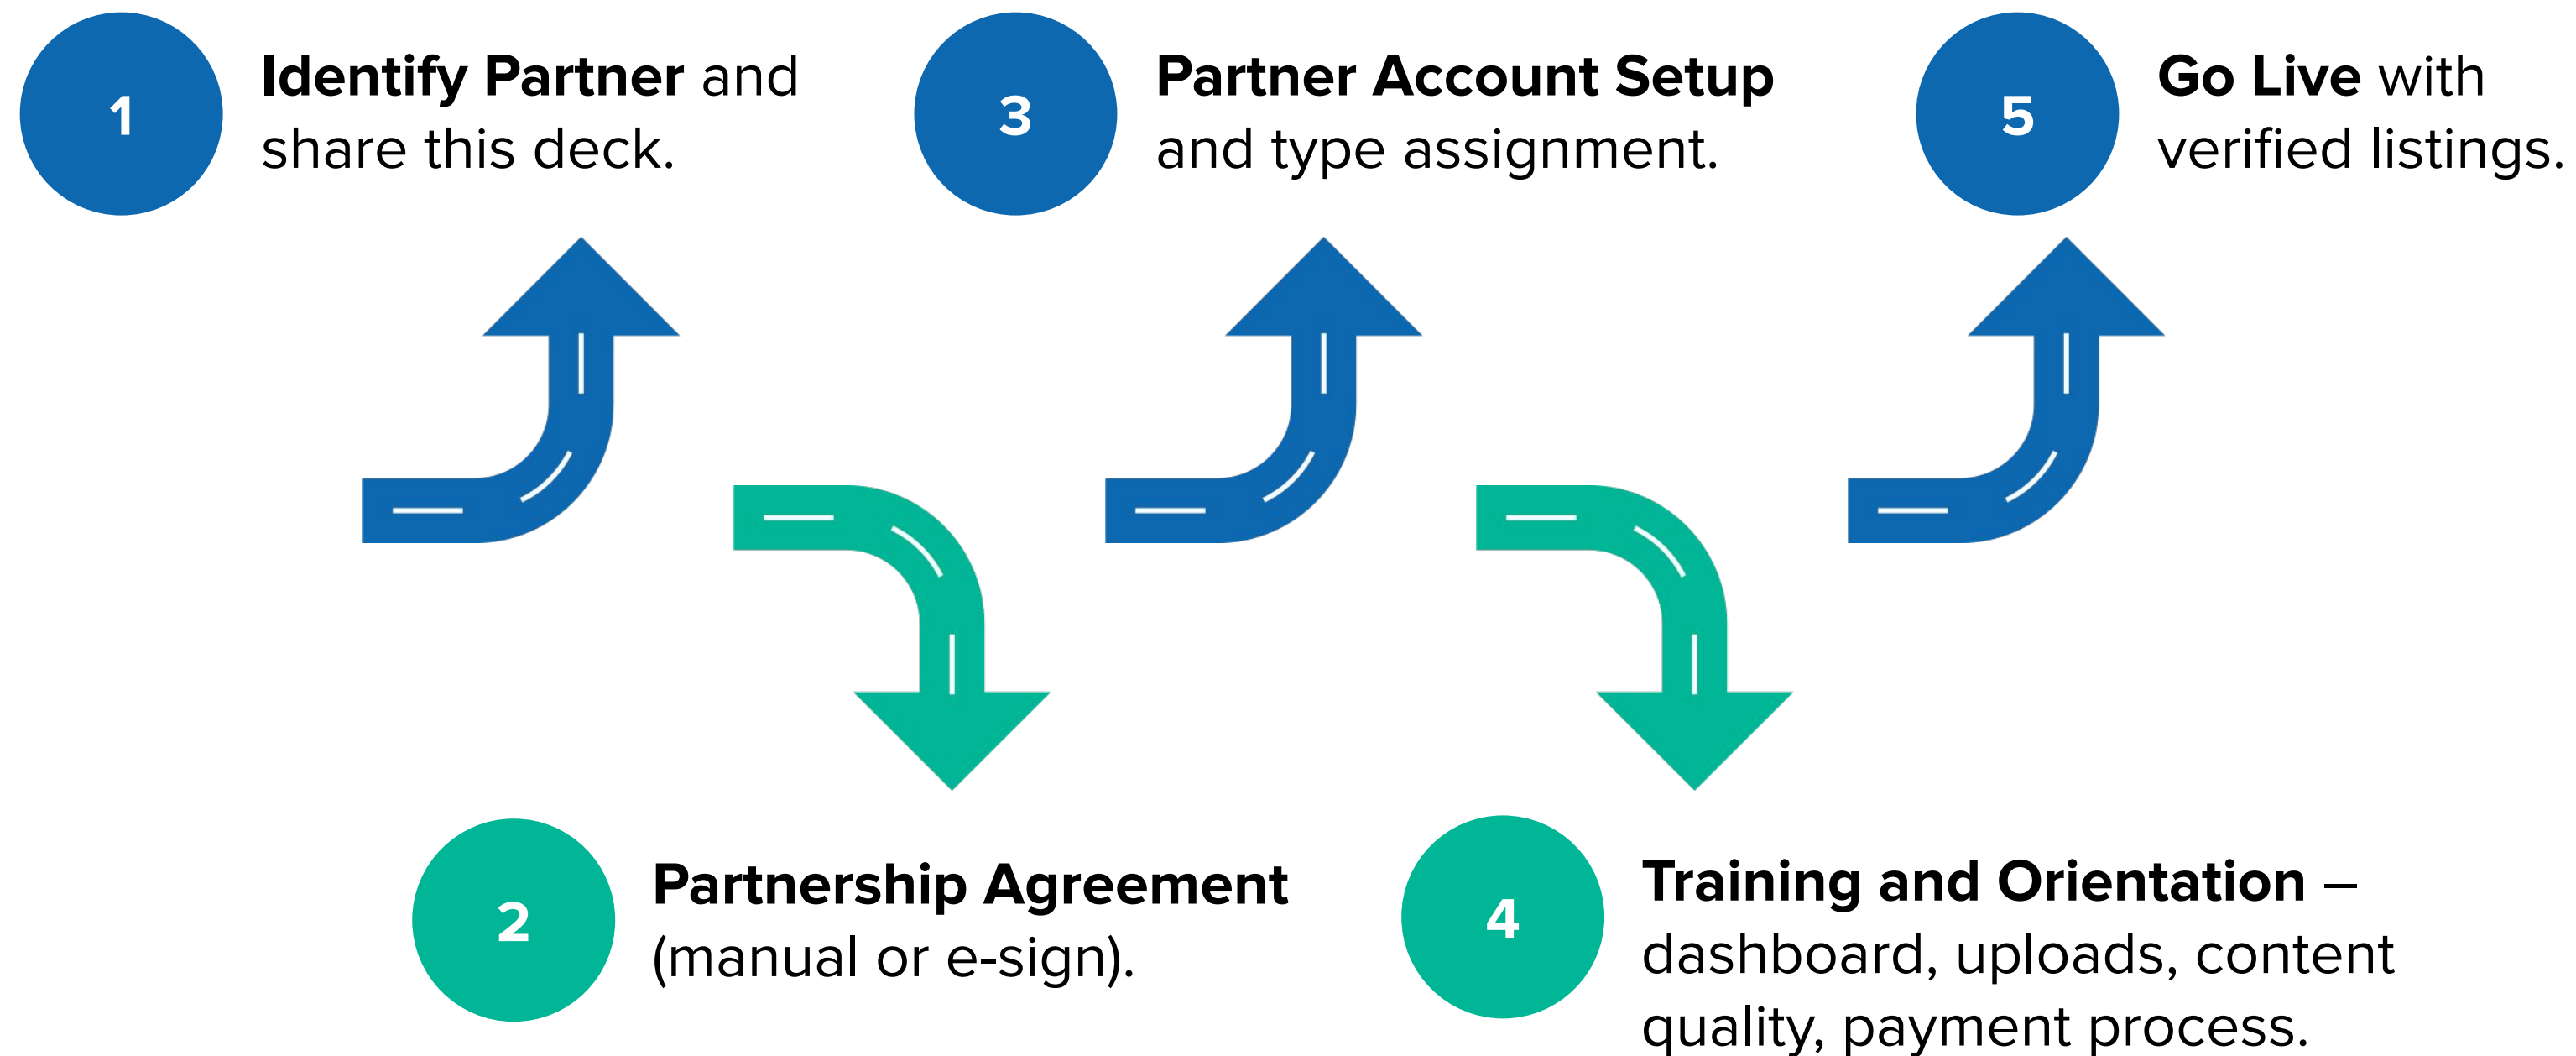 1
Identify Partner and
share this deck.
2
Partnership Agreement
(manual or e-sign).
3
Partner Account Setup
and type assignment.
4
Training and Orientation –
dashboard, uploads, content
quality, payment process.
5
Go Live with
verified listings.